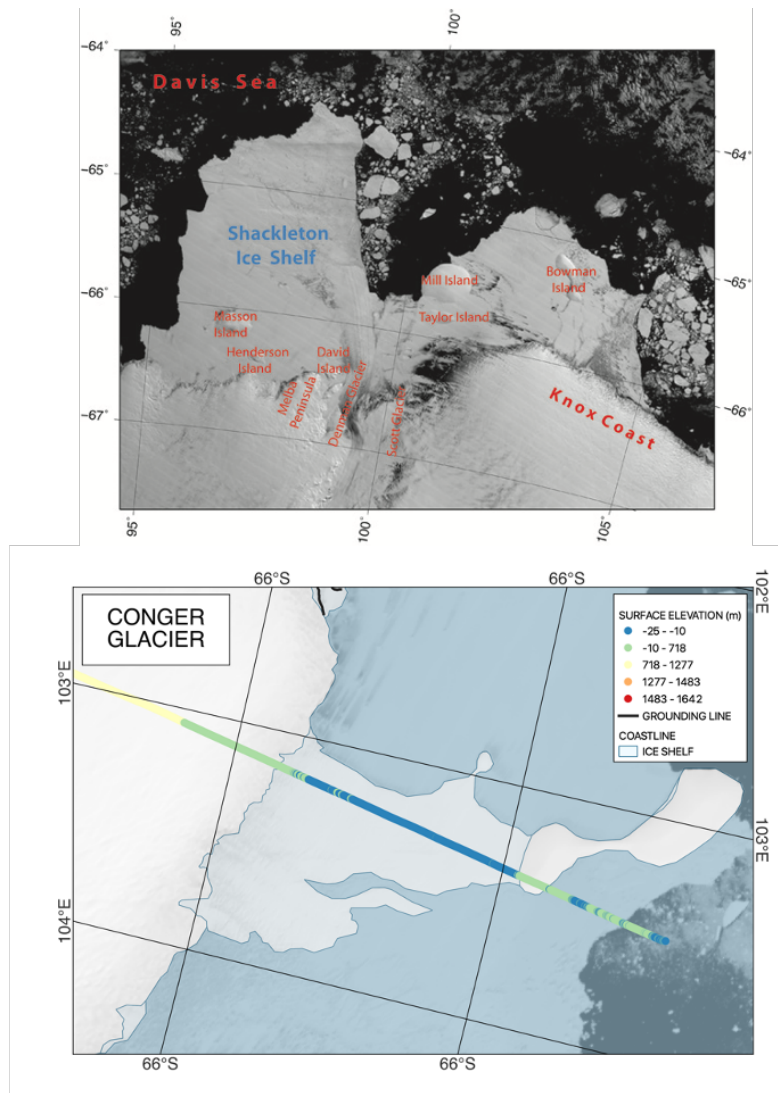 95°
100°
−64°
Davis Sea
−64°
−65°
Shackleton
Ice Shelf
Mill Island
Bowman
Island
−65°
−66°
Masson
Island
Taylor Island
Henderson
Island
David
Island
Melba
Peninsula
Denman Glacier
Scott Glacier
Knox Coast
−66°
−67°
95°
100°
105°
66°S
66°S
102°E
CONGER
GLACIER
SURFACE ELEVATION (m)
-25 - -10
-10 - 718
718 - 1277
1277 - 1483
1483 - 1642
GROUNDING LINE
COASTLINE
ICE SHELF
103°E
103°E
104°E
66°S
66°S